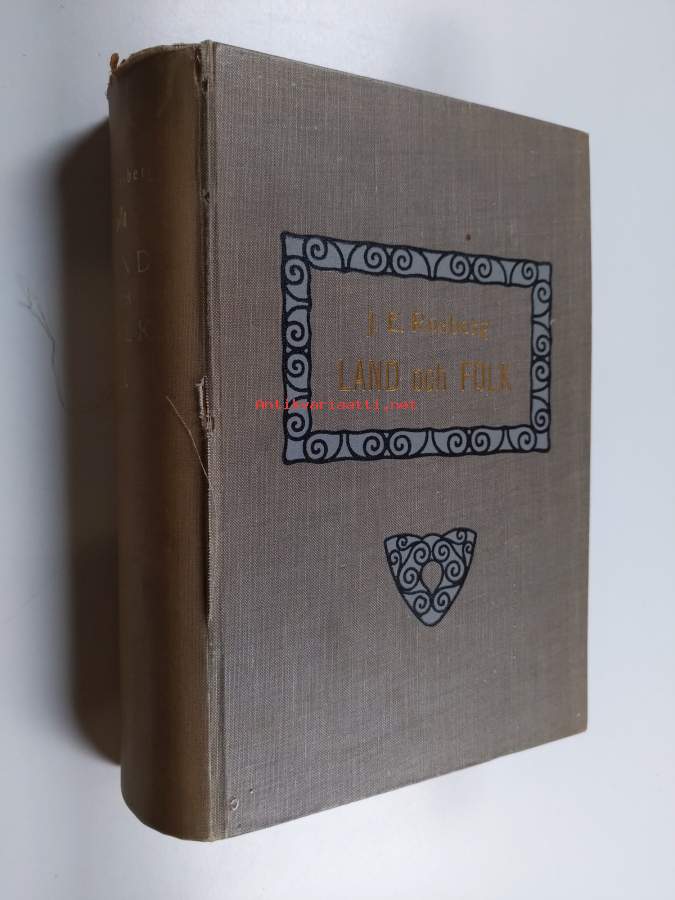 J. E. Rosberg
LAND och FOLK
Antikvariaatti.net